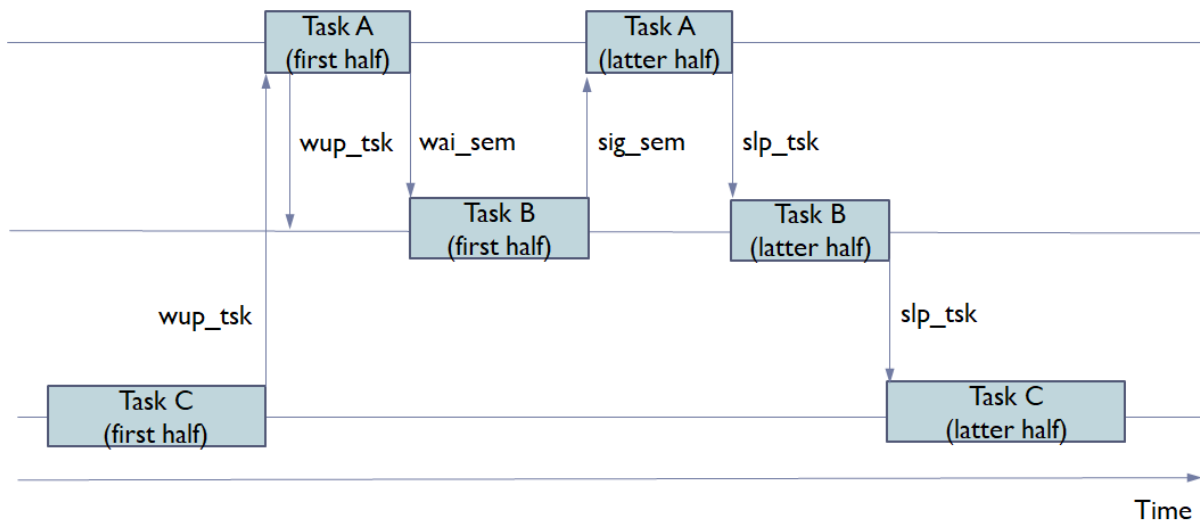 Task A
(first half)
Task A
(latter half)
wup_tsk
wai_sem
sig_sem
slp_tsk
Task B
(first half)
Task B
(latter half)
wup_tsk
slp_tsk
Task C
(first half)
Task C
(latter half)
Time